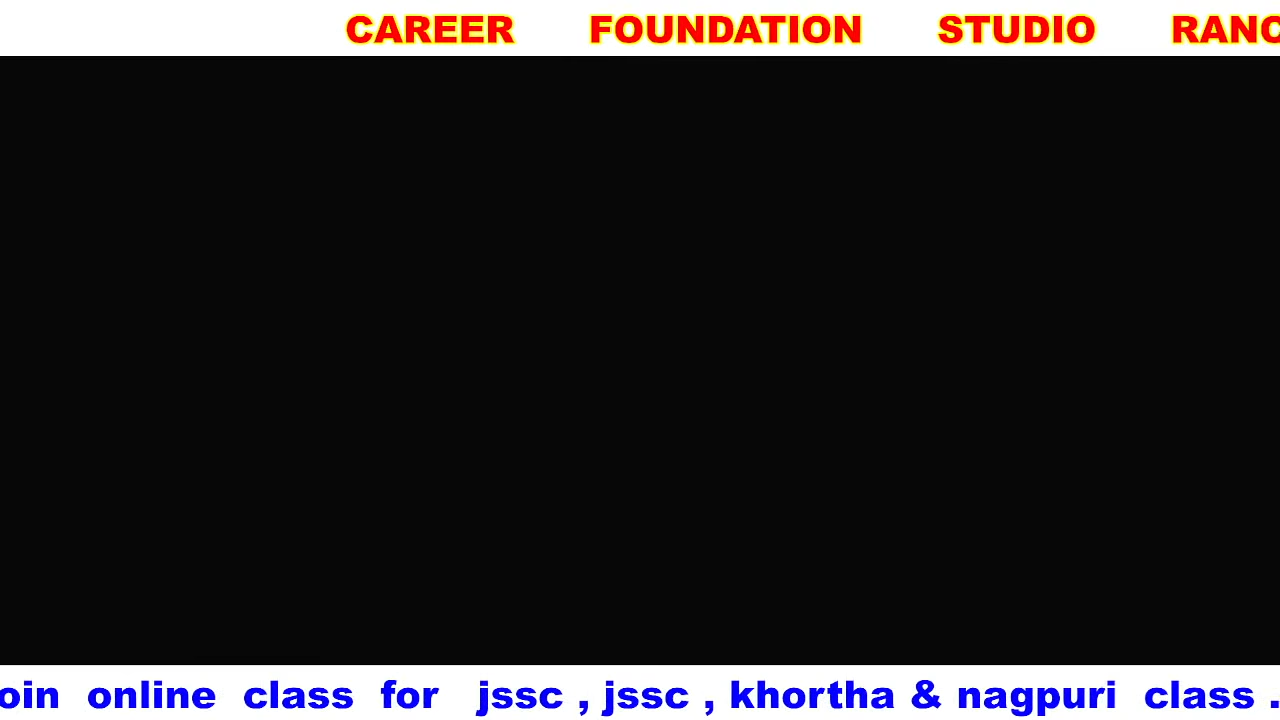 CAREER FOUNDATION STUDIO
online class for jssc , jssc , khortha & nagpuri class .